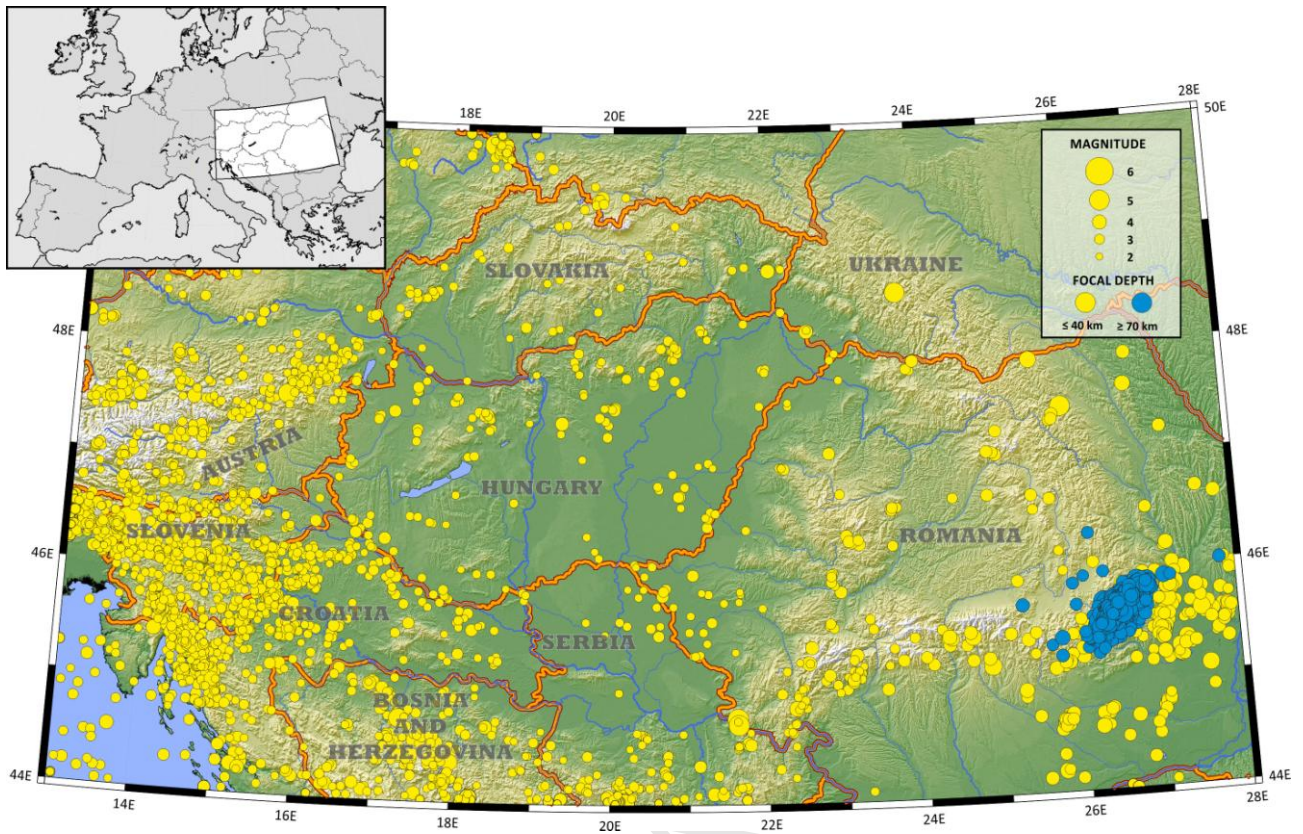 18E
20E
22E
24E
26E
28E
50E
MAGNITUDE
6
5
4
3
2
FOCAL DEPTH
≤ 40 km
≥ 70 km
SLOVAKIA
UKRAINE
48E
48E
AUSTRIA
HUNGARY
SLOVENIA
ROMANIA
46E
46E
CROATIA
SERBIA
BOSNIA
AND
HERZEGOVINA
44E
44E
14E
16E
18E
20E
22E
24E
26E
28E